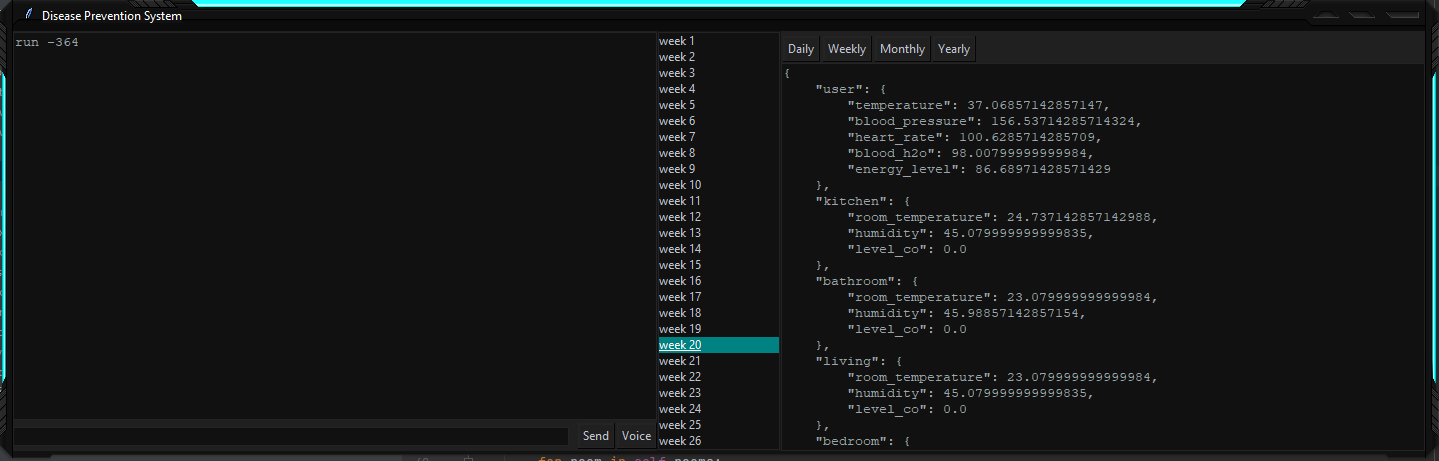 Disease Prevention System
run -364
Send
Voice
week 1
week 2
week 3
week 4
week 5
week 6
week 7
week 8
week 9
week 10
week 11
week 12
week 13
week 14
week 15
week 16
week 17
week 18
week 19
week 20
week 21
week 22
week 23
week 24
week 25
week 26
Daily Weekly Monthly Yearly
{
    "user": {
        "temperature": 37.06857142857147,
        "blood_pressure": 156.53714285714324,
        "heart_rate": 100.6285714285709,
        "blood_h2o": 98.00799999999984,
        "energy_level": 86.68971428571429
    },
    "kitchen": {
        "room_temperature": 24.737142857142988,
        "humidity": 45.079999999999835,
        "level_co": 0.0
    },
    "bathroom": {
        "room_temperature": 23.079999999999984,
        "humidity": 45.98857142857154,
        "level_co": 0.0
    },
    "living": {
        "room_temperature": 23.079999999999984,
        "humidity": 45.079999999999835,
        "level_co": 0.0
    },
    "bedroom": {
for room in self.rooms: